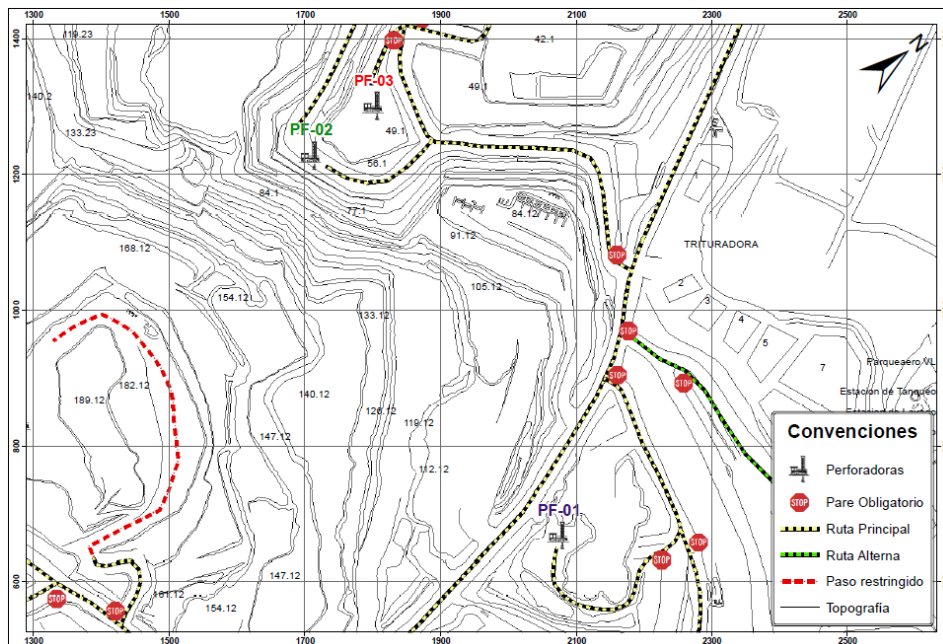 1300 1500 1700 1900 2100 2300 2500
1400
1200
1000
800
600
1300 1500 1700 1900 2100 2300 2500
N
119.23
140.2
133.23
STOP
42.1
49.1
PF-03
49.1
PF-02
56.1
84.1
77.1
84.12
91.12
1
168.12
STOP
TRITURADORA
154.12
105.12
2
133.12
3
4
STOP
5
7
Parqueaero VL
182.12
STOP
STOP
189.12
140.12
126.12
Estacion de Tanqueo
119.12
147.12
112.12
PF-01
STOP
STOP
147.12
161.12
154.12
STOP
STOP
Convenciones
Perforadoras
STOP Pare Obligatorio
Ruta Principal
Ruta Alterna
Paso restringido
Topografía